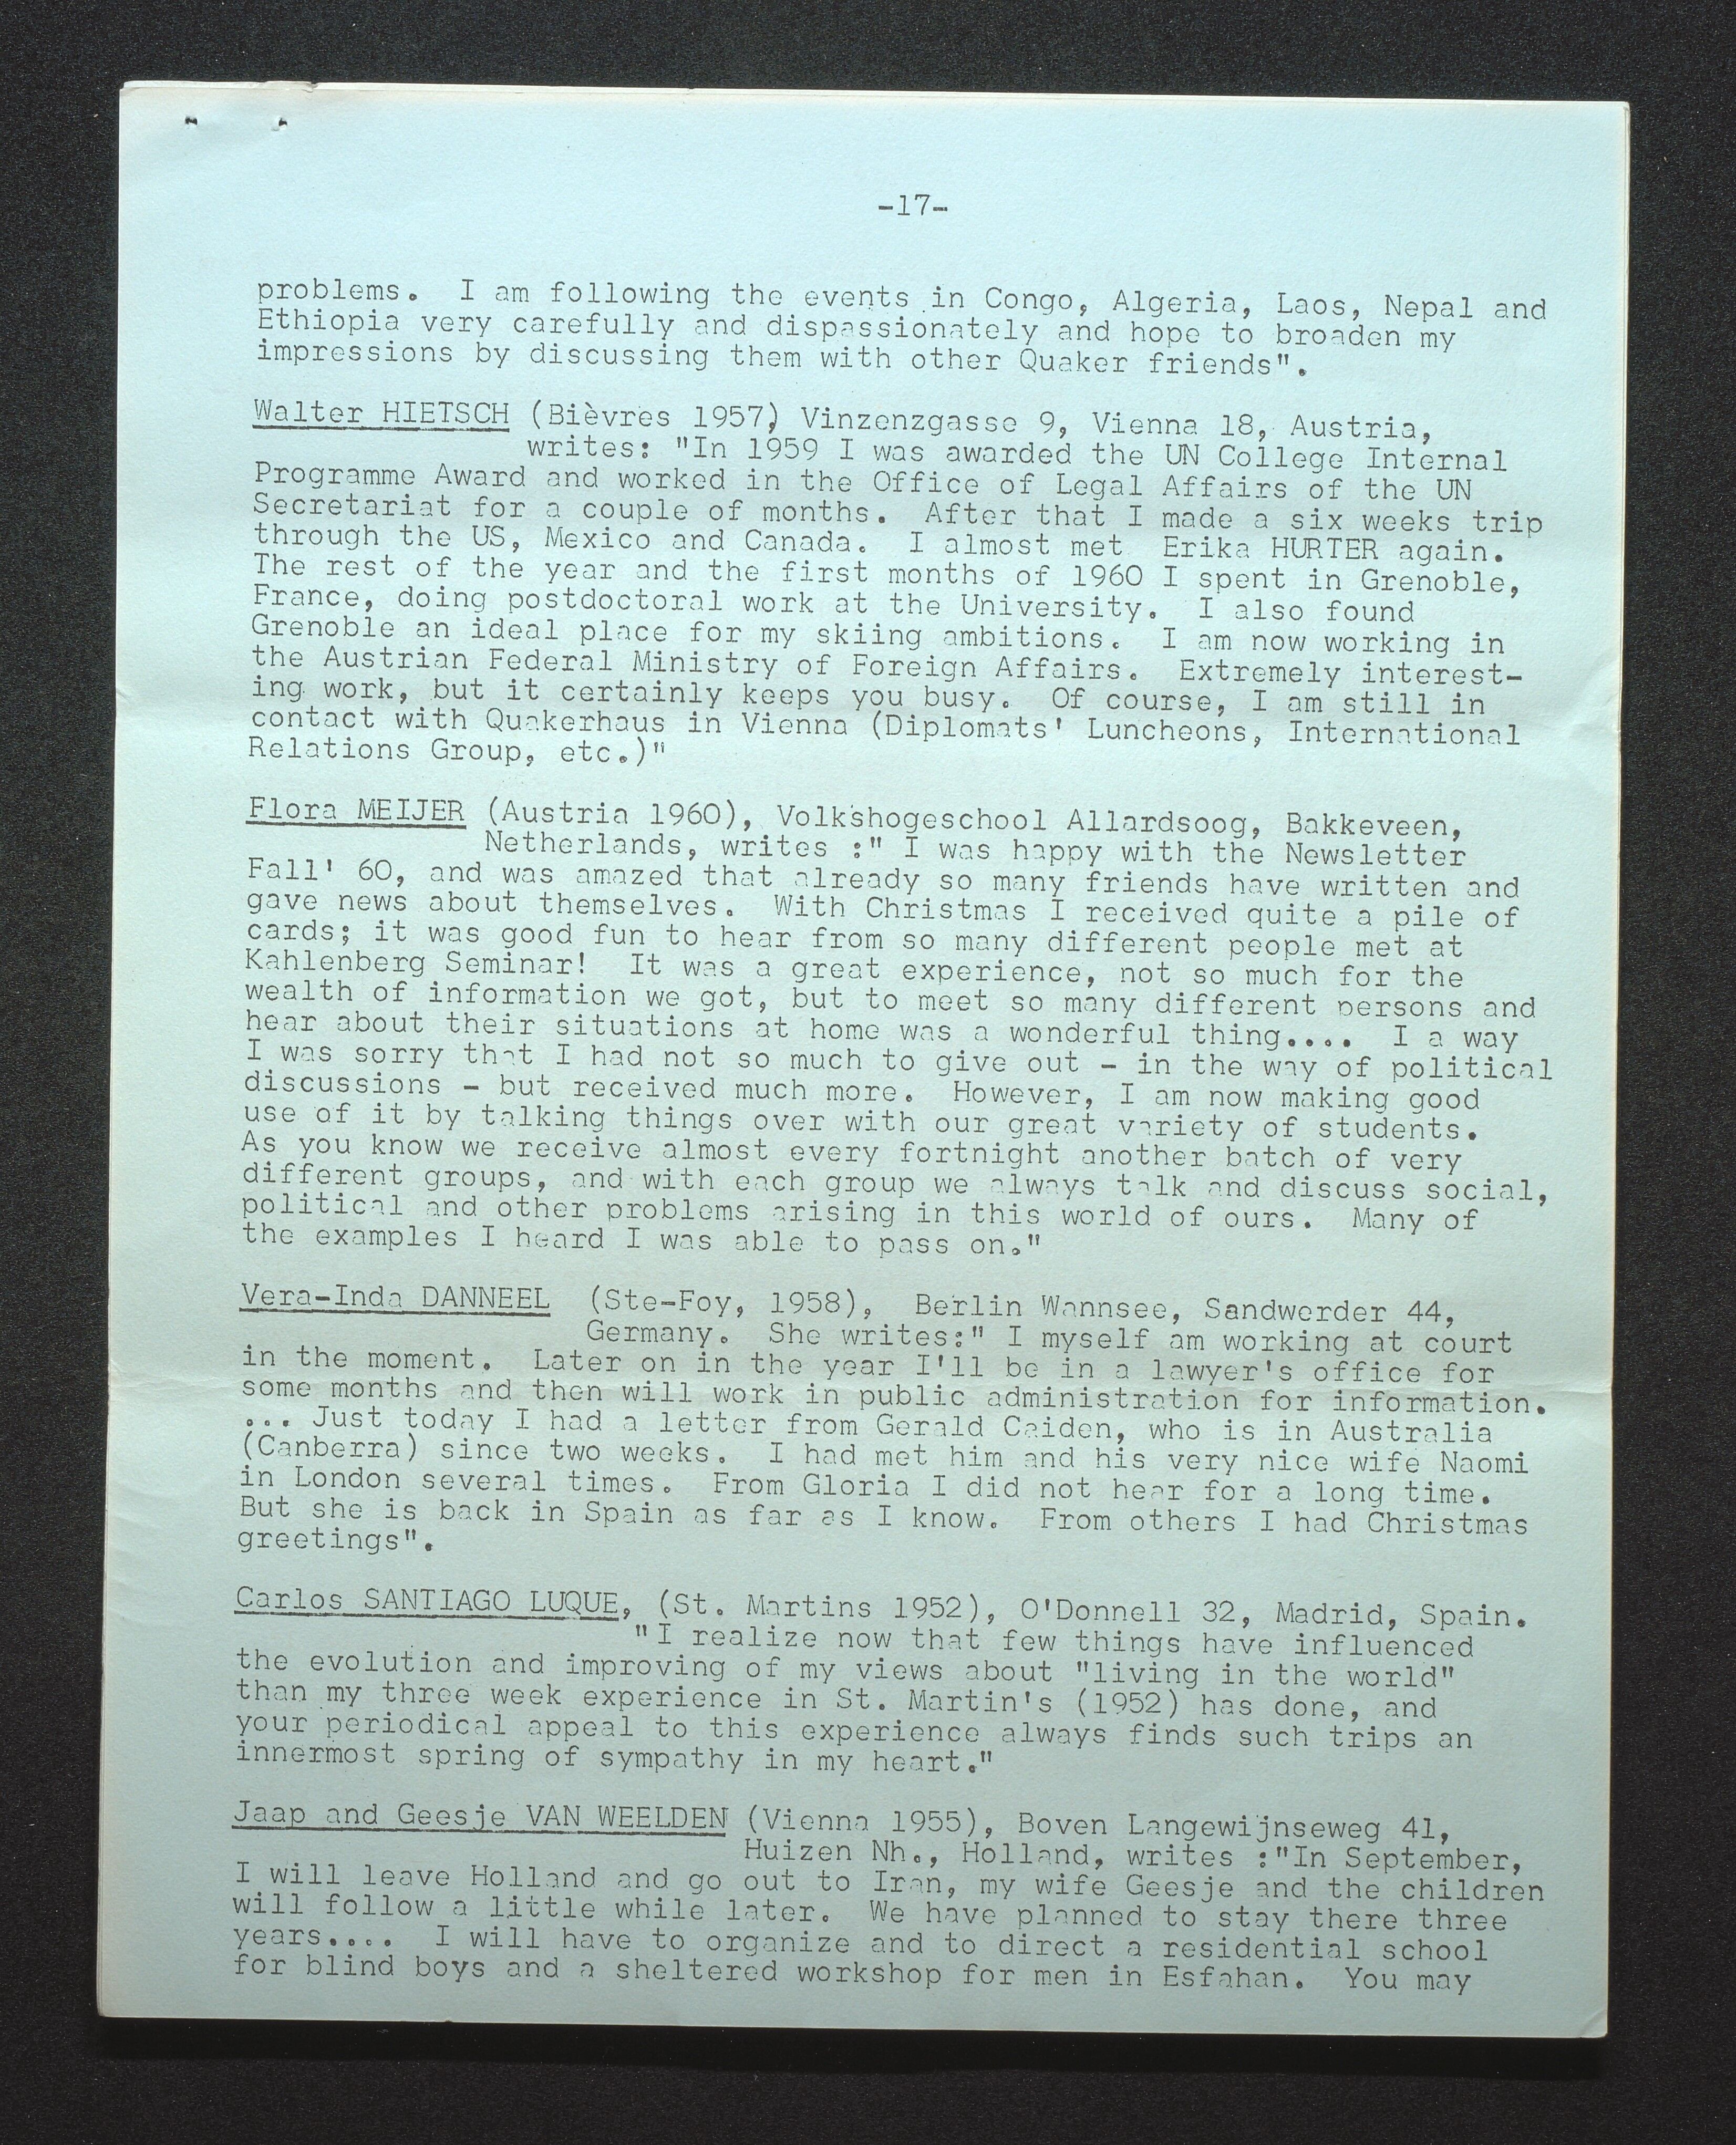 -17-
problems. I am following the events in Congo, Algeria, Laos, Nepal and
Ethiopia very carefully and dispassionately and hope to broaden my
impressions by discussing them with other Quaker friends".
Walter HIETSCH (Bièvres 1957) Vinzenzgasse 9, Vienna 18, Austria,
writes: "In 1959 I was awarded the UN College Internal
Programme Award and worked in the Office of Legal Affairs of the UN
Secretariat for a couple of months. After that I made a six weeks trip
through the US, Mexico and Canada. I almost met Erika HURTER again.
The rest of the year and the first months of 1960 I spent in Grenoble,
France, doing postdoctoral work at the University. I also found
Grenoble an ideal place for my skiing ambitions. I am now working in
the Austrian Federal Ministry of Foreign Affairs. Extremely interest-
ing work, but it certainly keeps you busy. Of course, I am still in
contact with Quakerhaus in Vienna (Diplomats' Luncheons, International
Relations Group, etc.)"
Flora MEIJER (Austria 1960), Volkshogeschool Allardsoog, Bakkeveen,
Netherlands, writes :" I was happy with the Newsletter
Fall' 60, and was amazed that already so many friends have written and
gave news about themselves. With Christmas I received quite a pile of
cards; it was good fun to hear from so many different people met at
Kahlenberg Seminar! It was a great experience, not so much for the
wealth of information we got, but to meet so many different persons and
hear about their situations at home was a wonderful thing.... I a way
I was sorry that I had not so much to give out - in the way of political
discussions - but received much more. However, I am now making good
use of it by talking things over with our great variety of students.
As you know we receive almost every fortnight another batch of very
different groups, and with each group we always talk and discuss social,
political and other problems arising in this world of ours. Many of
the examples I heard I was able to pass on."
Vera-Inda DANNEEL (Ste-Foy, 1958), Berlin Wannsee, Sandwerder 44,
Germany. She writes:" I myself am working at court
in the moment. Later on in the year I'll be in a lawyer's office for
some months and then will work in public administration for information.
... Just today I had a letter from Gerald Caiden, who is in Australia
(Canberra) since two weeks. I had met him and his very nice wife Naomi
in London several times. From Gloria I did not hear for a long time.
But she is back in Spain as far as I know. From others I had Christmas
greetings".
Carlos SANTIAGO LUQUE, (St. Martins 1952), O'Donnell 32, Madrid, Spain.
"I realize now that few things have influenced
the evolution and improving of my views about "living in the world"
than my three week experience in St. Martin's (1952) has done, and
your periodical appeal to this experience always finds such trips an
innermost spring of sympathy in my heart."
Jaap and Geesje VAN WEELDEN (Vienna 1955), Boven Langewijnseweg 41,
Huizen Nh., Holland, writes :"In September,
I will leave Holland and go out to Iran, my wife Geesje and the children
will follow a little while later. We have planned to stay there three
years.... I will have to organize and to direct a residential school
for blind boys and a sheltered workshop for men in Esfahan. You may